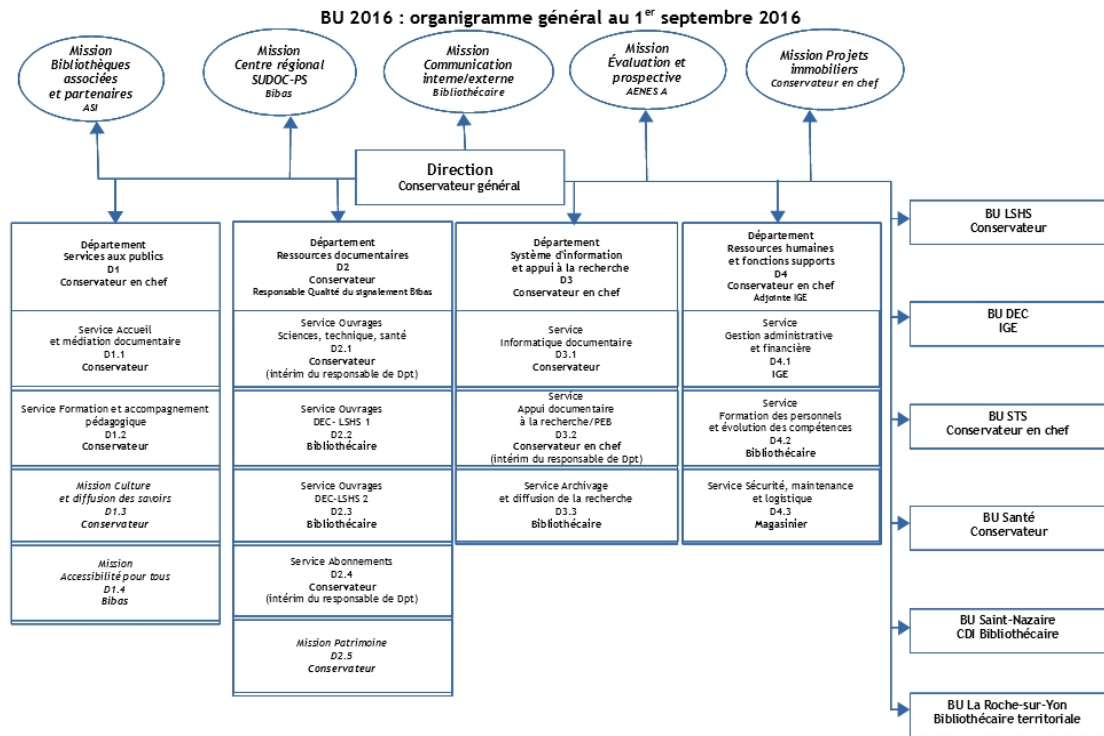 BU 2016 : organigramme général au 1er septembre 2016
Mission
Bibliothèques
associées
et partenaires
ASI
Mission
Centre régional
SUDOC-PS
Bibas
Mission
Communication
interne/externe
Bibliothécaire
Mission
Évaluation et
prospective
AENES A
Mission Projets
immobiliers
Conservateur en chef
Direction
Conservateur général
Département
Services aux publics
D1
Conservateur en chef
Service Accueil
et médiation documentaire
D1.1
Conservateur
Service Formation et accompagnement
pédagogique
D1.2
Conservateur
Mission Culture
et diffusion des savoirs
D1.3
Conservateur
Mission
Accessibilité pour tous
D1.4
Bibas
Département
Ressources documentaires
D2
Conservateur
Responsable Qualité du signalement Bibas
Service Ouvrages
Sciences, technique, santé
D2.1
Conservateur
(intérim du responsable de Dpt)
Service Ouvrages
DEC- LSHS 1
D2.2
Bibliothécaire
Service Ouvrages
DEC-LSHS 2
D2.3
Bibliothécaire
Service Abonnements
D2.4
Conservateur
(intérim du responsable de Dpt)
Mission Patrimoine
D2.5
Conservateur
Département
Système d'information
et appui à la recherche
D3
Conservateur en chef
Service
Informatique documentaire
D3.1
Conservateur
Service
Appui documentaire
à la recherche/PEB
D3.2
Conservateur en chef
(intérim du responsable de Dpt)
Service Archivage
et diffusion de la recherche
D3.3
Bibliothécaire
Département
Ressources humaines
et fonctions supports
D4
Conservateur en chef
Adjointe IGE
Service
Gestion administrative
et financière
D4.1
IGE
Service
Formation des personnels
et évolution des compétences
D4.2
Bibliothécaire
Service Sécurité, maintenance
et logistique
D4.3
Magasinier
BU LSHS
Conservateur
BU DEC
IGE
BU STS
Conservateur en chef
BU Santé
Conservateur
BU Saint-Nazaire
CDI Bibliothécaire
BU La Roche-sur-Yon
Bibliothécaire territoriale